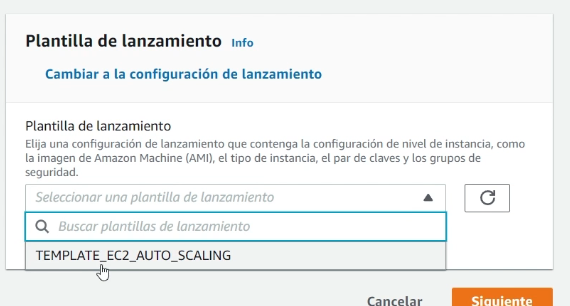 Plantilla de lanzamiento Info
Cambiar a la configuración de lanzamiento
Plantilla de lanzamiento
Elija una configuración de lanzamiento que contenga la configuración de nivel de instancia, como
la imagen de Amazon Machine (AMI), el tipo de instancia, el par de claves y los grupos de
seguridad.
Seleccionar una plantilla de lanzamiento
Buscar plantillas de lanzamiento
TEMPLATE_EC2_AUTO_SCALING
Cancelar Siguiente